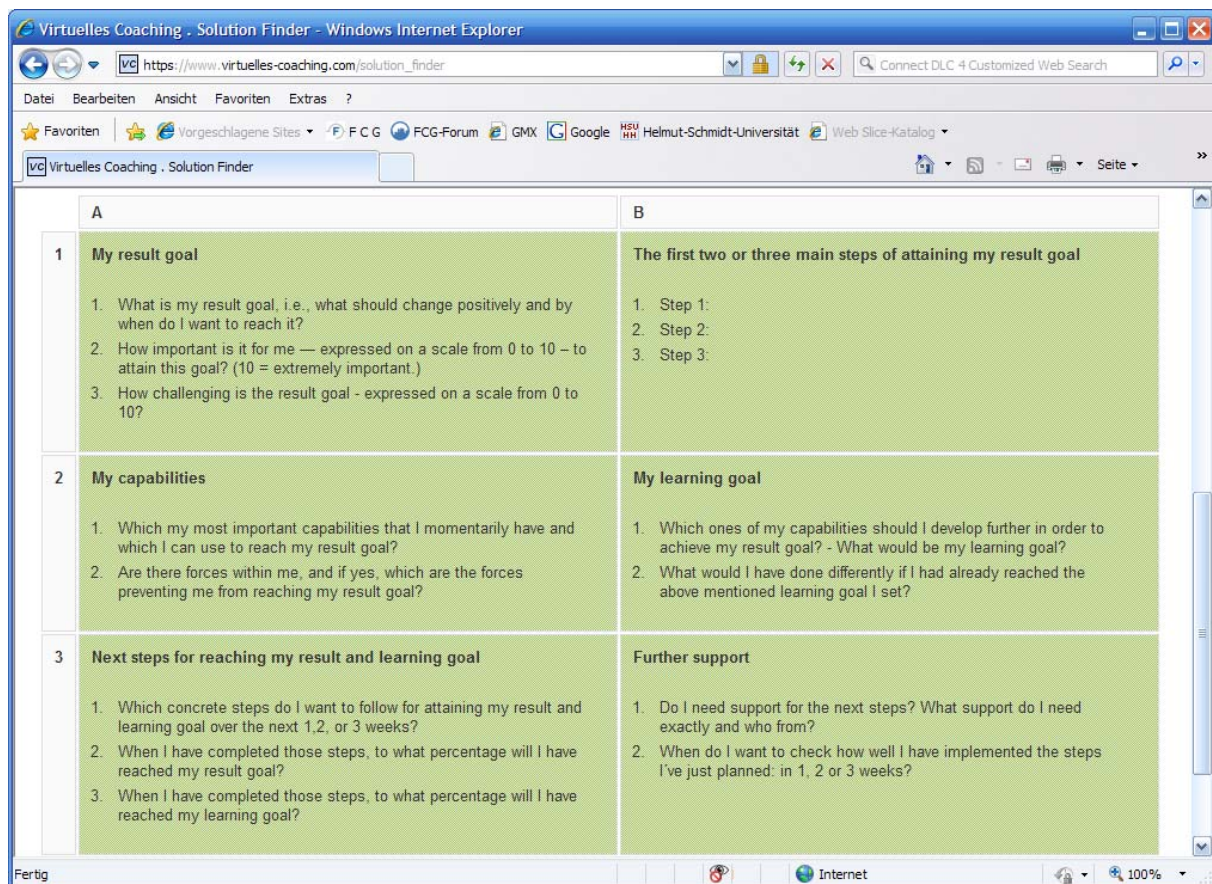 Virtuelles Coaching . Solution Finder - Windows Internet Explorer
VC https://www.virtuelles-coaching.com/solution_finder
Connect DLC 4 Customized Web Search
Datei Bearbeiten Ansicht Favoriten Extras ?
Favoriten Vorgeschlagene Sites F F C G FCG-Forum GMX G Google HSU HH Helmut-Schmidt-Universität Web Slice-Katalog
VC Virtuelles Coaching . Solution Finder
Seite
»
A
B
1
My result goal
1. What is my result goal, i.e., what should change positively and by
when do I want to reach it?
2. How important is it for me — expressed on a scale from 0 to 10 – to
attain this goal? (10 = extremely important.)
3. How challenging is the result goal - expressed on a scale from 0 to
10?
The first two or three main steps of attaining my result goal
1. Step 1:
2. Step 2:
3. Step 3:
2
My capabilities
1. Which my most important capabilities that I momentarily have and
which I can use to reach my result goal?
2. Are there forces within me, and if yes, which are the forces
preventing me from reaching my result goal?
My learning goal
1. Which ones of my capabilities should I develop further in order to
achieve my result goal? - What would be my learning goal?
2. What would I have done differently if I had already reached the
above mentioned learning goal I set?
3
Next steps for reaching my result and learning goal
1. Which concrete steps do I want to follow for attaining my result and
learning goal over the next 1,2, or 3 weeks?
2. When I have completed those steps, to what percentage will I have
reached my result goal?
3. When I have completed those steps, to what percentage will I have
reached my learning goal?
Further support
1. Do I need support for the next steps? What support do I need
exactly and who from?
2. When do I want to check how well I have implemented the steps
I´ve just planned: in 1, 2 or 3 weeks?
Fertig
Internet
100%